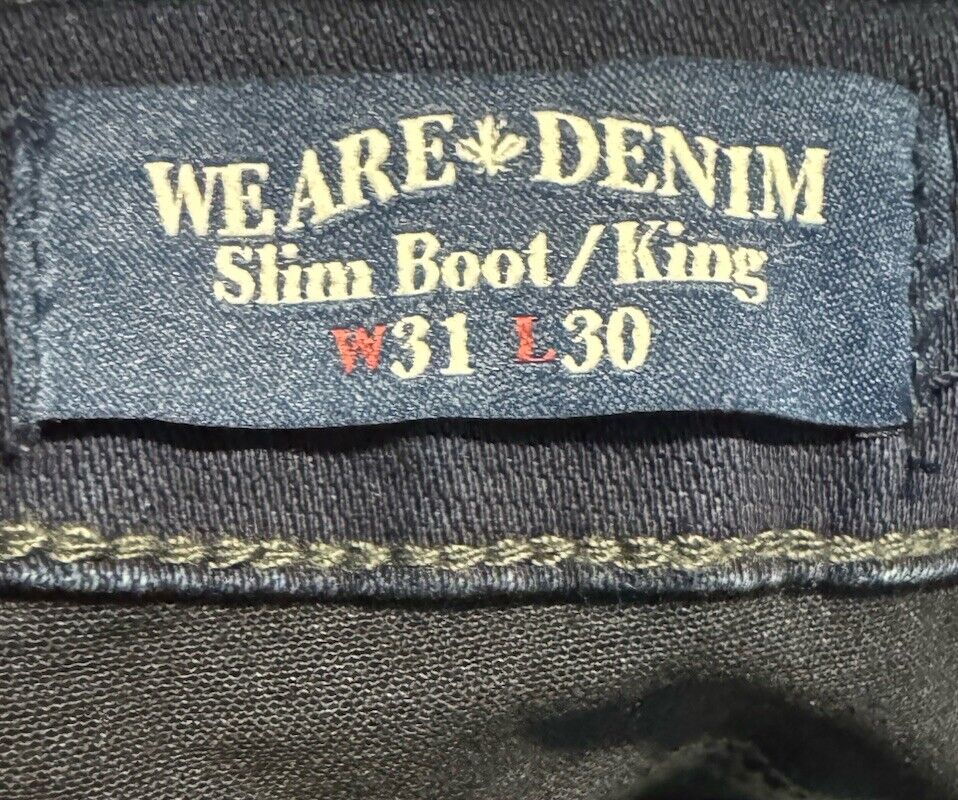 WE ARE DENIM
Slim Boot/King
W31 L30